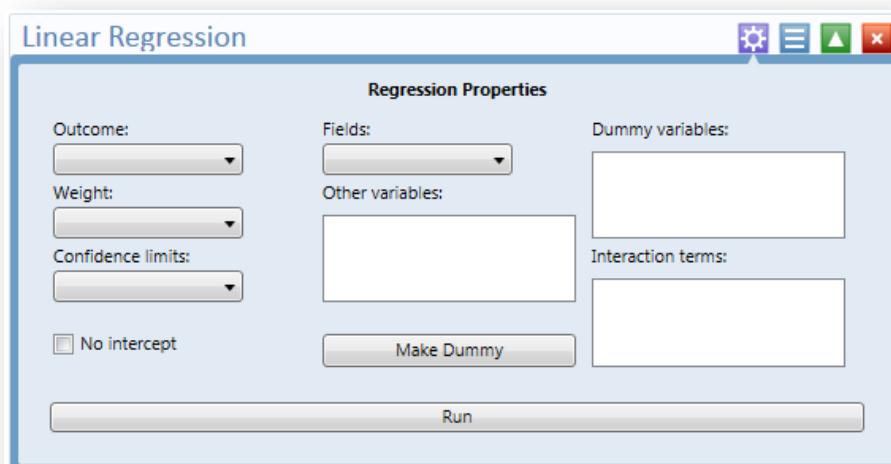 Linear Regression
Regression Properties
Outcome:
Fields:
Dummy variables:
Weight:
Other variables:
Confidence limits:
Interaction terms:
No intercept
Make Dummy
Run